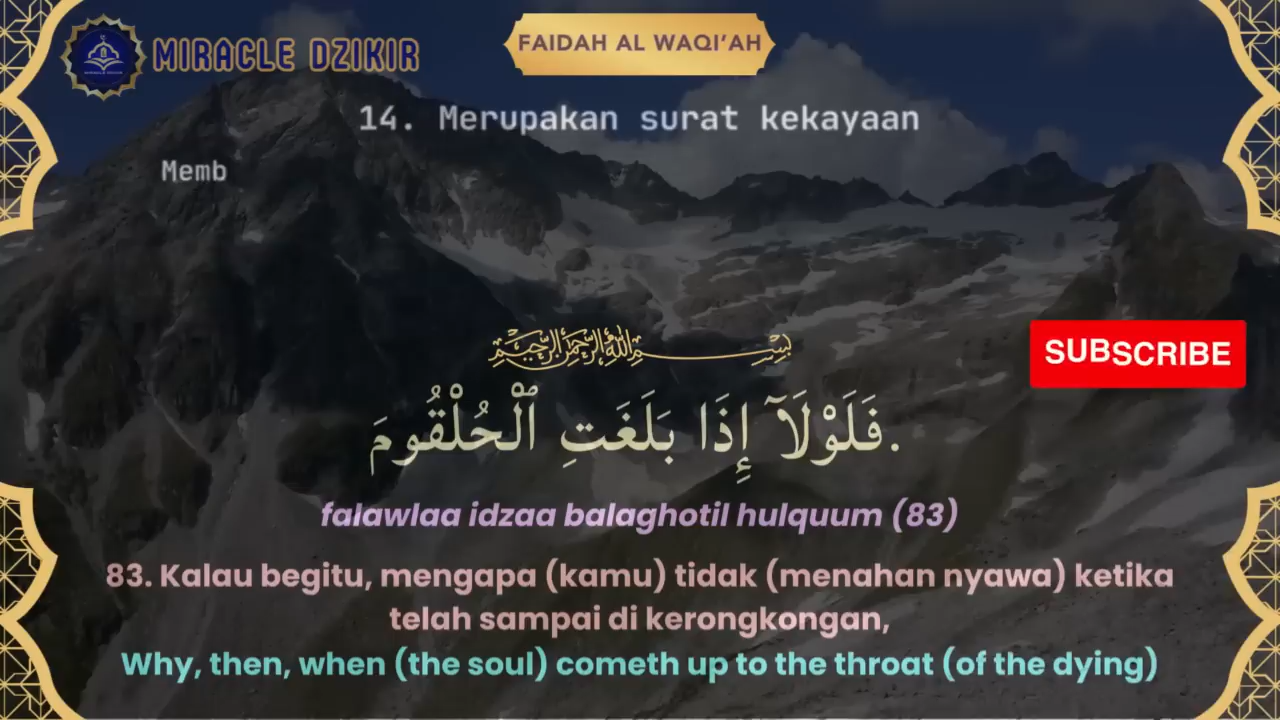 MIRACLE DZIKIR
FAIDAH AL WAQI’AH
14. Merupakan surat kekayaan
Memb
بِسْمِ اللهِ الرَّحْمٰنِ الرَّحِيْمِ
SUBSCRIBE
فَلَوْلَآ إِذَا بَلَغَتِ ٱلْحُلْقُومَ.
falawlaa idzaa balaghotil hulquum (83)
83. Kalau begitu, mengapa (kamu) tidak (menahan nyawa) ketika
telah sampai di kerongkongan,
Why, then, when (the soul) cometh up to the throat (of the dying)